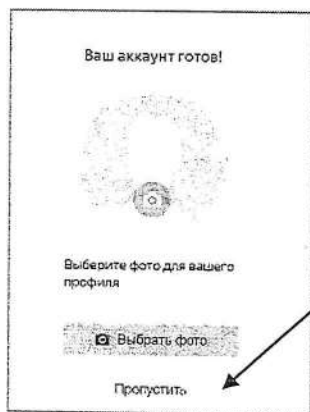 Ваш аккаунт готов!
Выберите фото для вашего
профиля
Выбрать фото
Пропустить